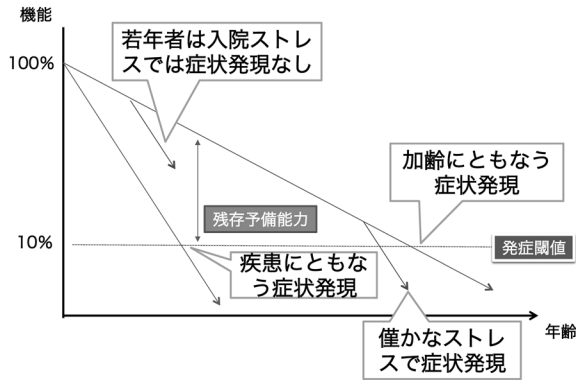 機能
若年者は入院ストレ
スでは症状発現なし
100%
加齢にともなう
症状発現
残存予備能力
10%
発症閾値
疾患にともな
う症状発現
年齢
僅かなストレ
スで症状発現